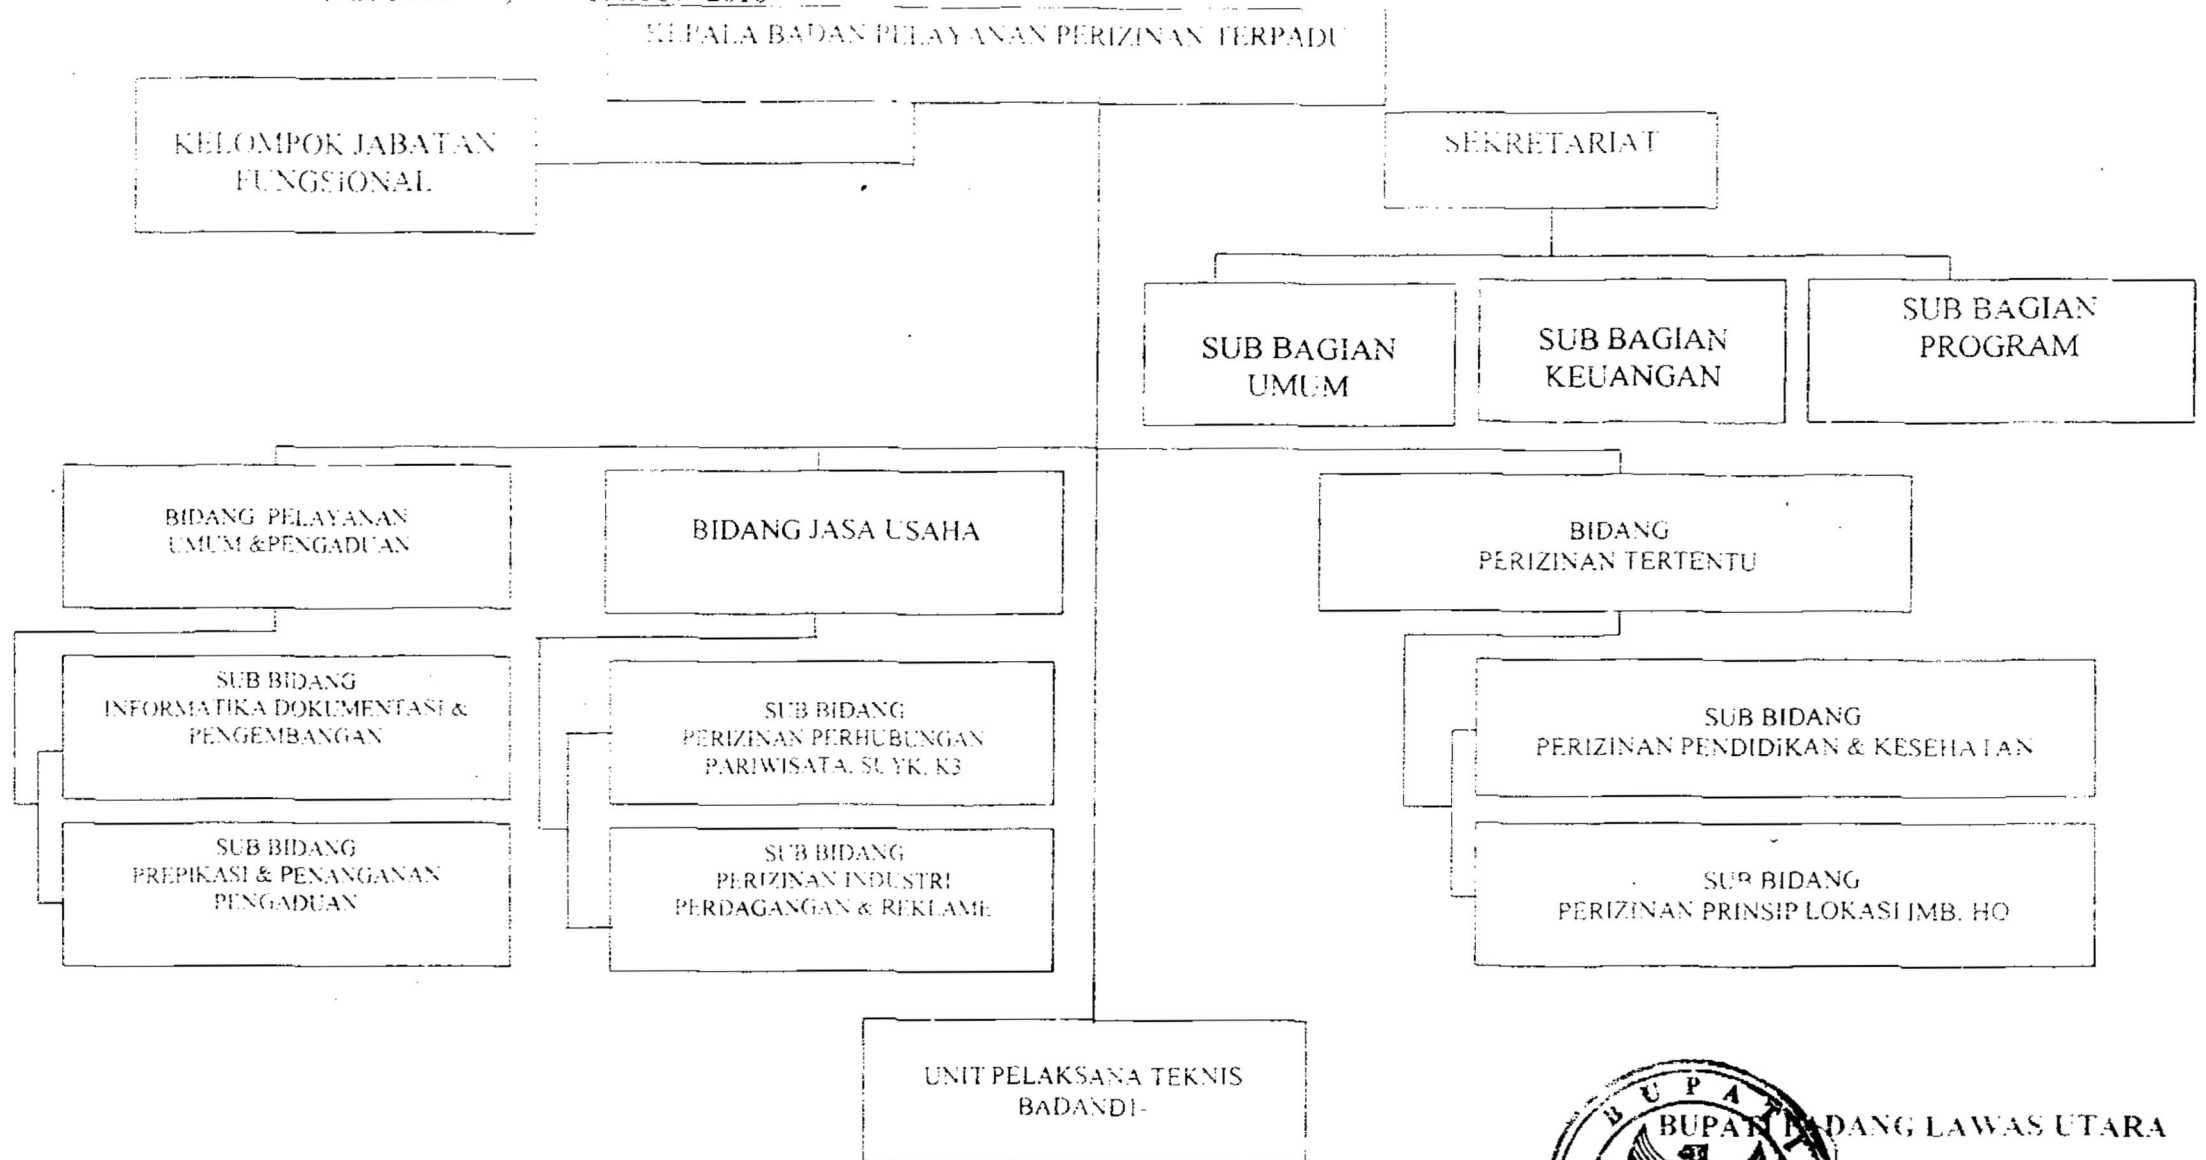 KEPALA BADAN PELAYANAN PERIZINAN TERPADU
KELOMPOK JABATAN
FUNGSIONAL
SEKRETARIAT
SUB BAGIAN
UMUM
SUB BAGIAN
KEUANGAN
SUB BAGIAN
PROGRAM
BIDANG PELAYANAN
UMUM &PENGADUAN
BIDANG JASA USAHA
BIDANG
PERIZINAN TERTENTU
SUB BIDANG
INFORMATIKA DOKUMENTASI &
PENGEMBANGAN
SUB BIDANG
PERIZINAN PERHUBUNGAN
PARIWISATA, SUYK, K3
SUB BIDANG
PERIZINAN PENDIDIKAN & KESEHATAN
SUB BIDANG
PREPIKASI & PENANGANAN
PENGADUAN
SUB BIDANG
PERIZINAN INDUSTRI
PERDAGANGAN & REKLAME
SUB BIDANG
PERIZINAN PRINSIP LOKASI IMB. HO
UNIT PELAKSANA TEKNIS
BADANDI-
BUPATI
BUPATI PADANG LAWAS UTARA